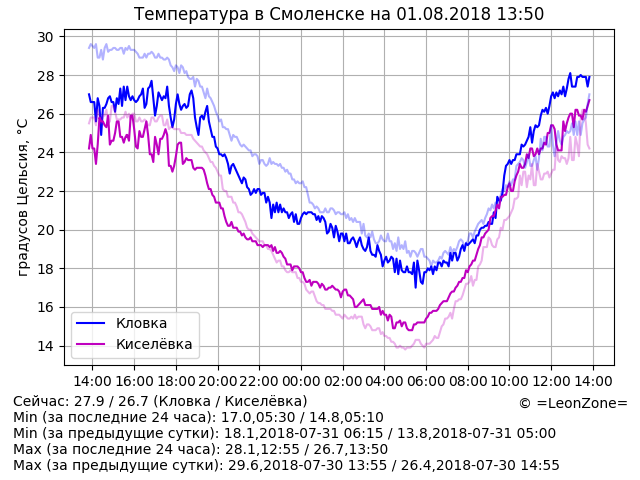 Температура в Смоленске на 01.08.2018 13:50
градусов Цельсия, °C
30
28
26
24
22
20
18
16
14
Кловка
Киселёвка
14:00 16:00 18:00 20:00 22:00 00:00 02:00 04:00 06:00 08:00 10:00 12:00 14:00
Сейчас: 27.9 / 26.7 (Кловка / Киселёвка)
© =LeonZone=
Min (за последние 24 часа): 17.0,05:30 / 14.8,05:10
Min (за предыдущие сутки): 18.1,2018-07-31 06:15 / 13.8,2018-07-31 05:00
Max (за последние 24 часа): 28.1,12:55 / 26.7,13:50
Max (за предыдущие сутки): 29.6,2018-07-30 13:55 / 26.4,2018-07-30 14:55